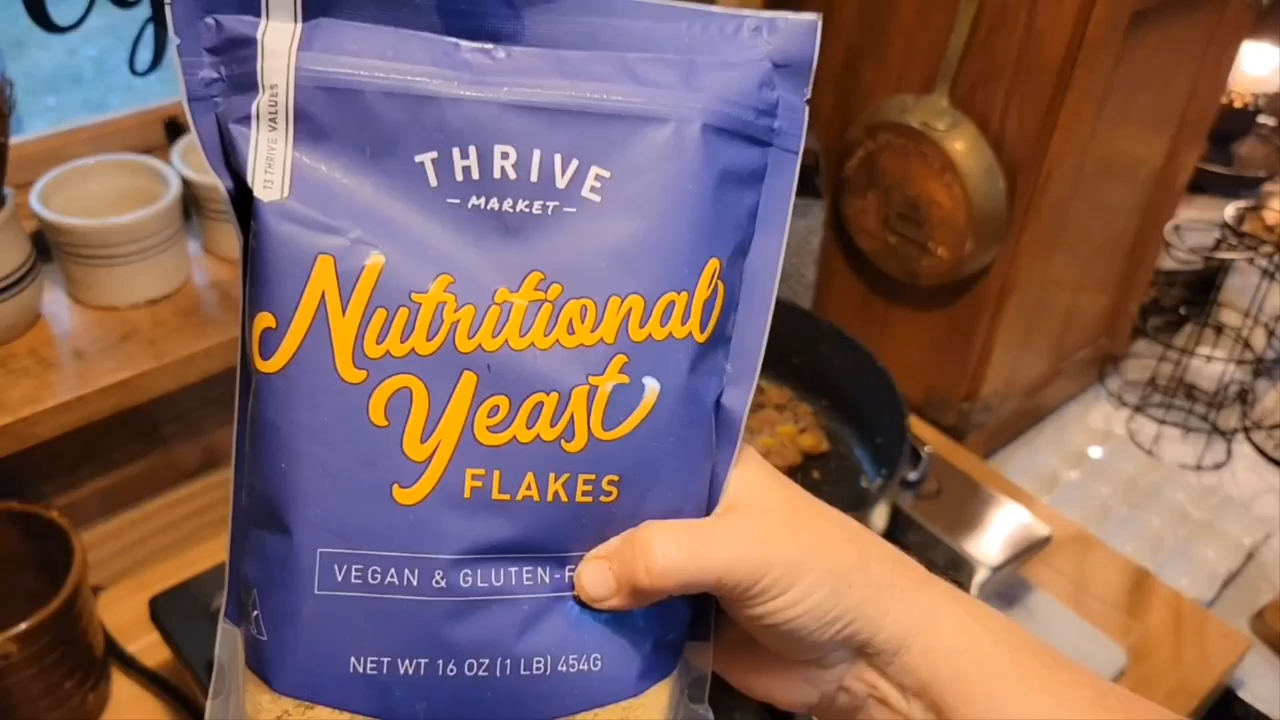 13 THRIVE VALUES
THRIVE
- MARKET -
Nutritional
Yeast
FLAKES
VEGAN & GLUTEN-F
NET WT 16 OZ (1 LB) 454G